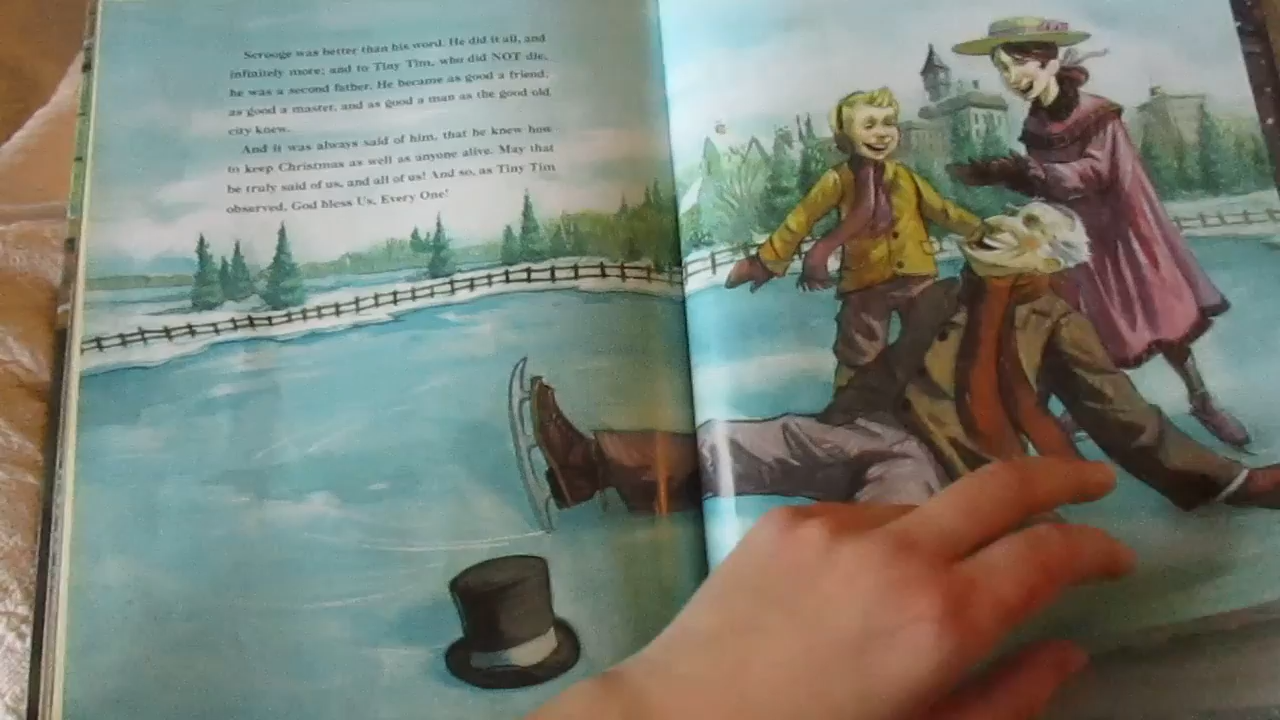 Scrooge was better than his word. He did it all, and
infinitely more; and to Tiny Tim, who did NOT die,
he was a second father. He became as good a friend,
as good a master, and as good a man as the good old
city knew.
And it was always said of him, that he knew how
to keep Christmas as well as anyone alive. May that
be truly said of us, and all of us! And so, as Tiny Tim
observed, God bless Us, Every One!